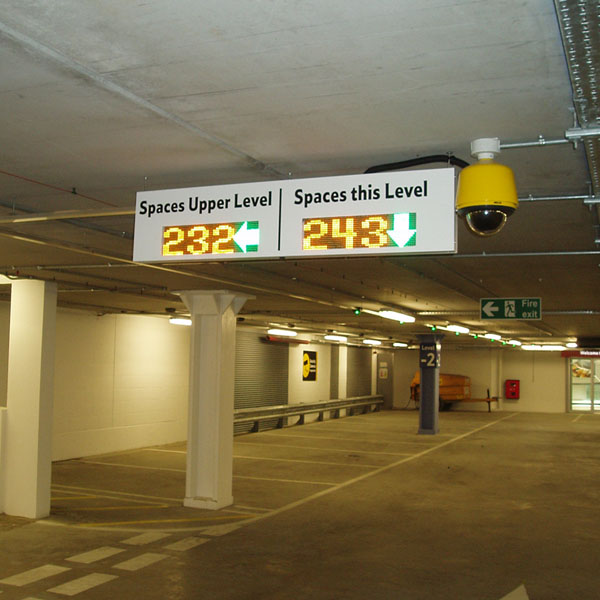 Spaces Upper Level
232
Spaces this Level
243
Fire
exit
Level
-2